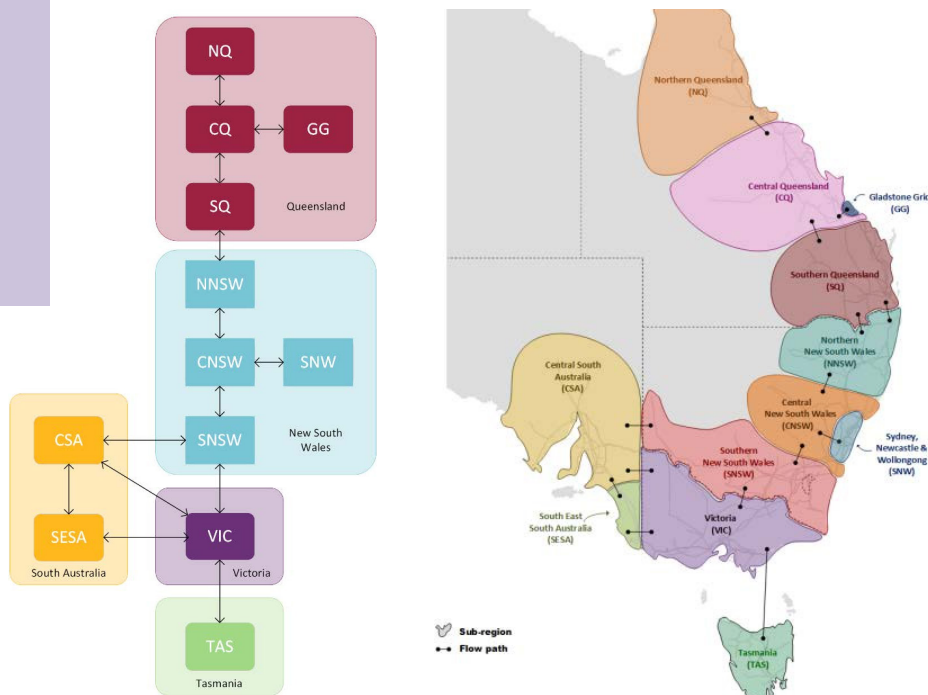 NQ
CQ
GG
SQ
Queensland
NNSW
CNSW
SNW
SNSW
New South
Wales
CSA
SESA
South Australia
VIC
Victoria
TAS
Tasmania
Northern Queensland
(NQ)
Central Queensland
(CQ)
Gladstone Grid
(GG)
Southern Queensland
(SQ)
Northern
New South Wales
(NNSW)
Central South
Australia
(CSA)
Central
New South Wales
(CNSW)
Sydney,
Newcastle &
Wollongong
(SNW)
Southern
New South Wales
(SNSW)
South East
South Australia
(SESA)
Victoria
(VIC)
Sub-region
Flow path
Tasmania
(TAS)